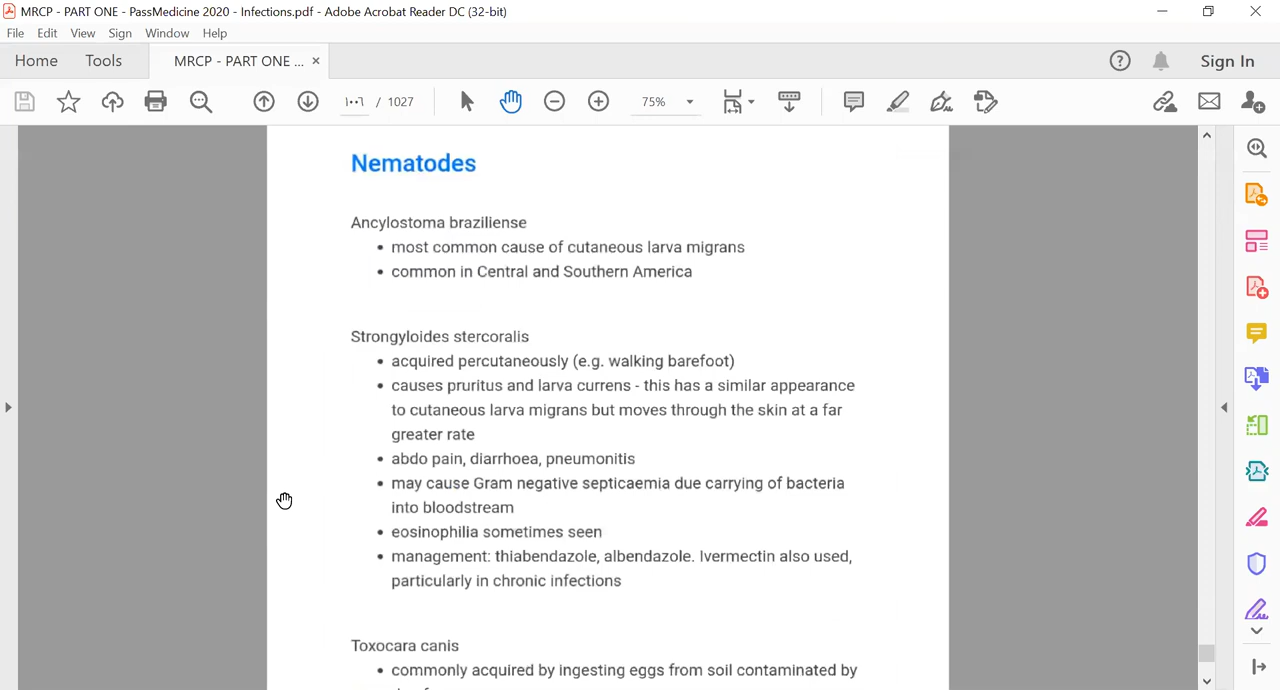 MRCP - PART ONE - PassMedicine 2020 - Infections.pdf - Adobe Acrobat Reader DC (32-bit)
File Edit View Sign Window Help
Home Tools MRCP - PART ONE ... × Sign In
١٠٠٦ / 1027 75%
Nematodes
Ancylostoma braziliense
• most common cause of cutaneous larva migrans
• common in Central and Southern America
Strongyloides stercoralis
• acquired percutaneously (e.g. walking barefoot)
• causes pruritus and larva currens - this has a similar appearance
to cutaneous larva migrans but moves through the skin at a far
greater rate
• abdo pain, diarrhoea, pneumonitis
• may cause Gram negative septicaemia due carrying of bacteria
into bloodstream
• eosinophilia sometimes seen
• management: thiabendazole, albendazole. Ivermectin also used,
particularly in chronic infections
Toxocara canis
• commonly acquired by ingesting eggs from soil contaminated by